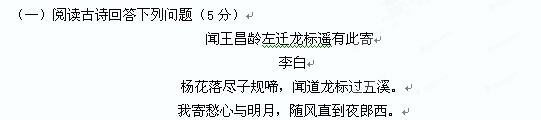 （一）阅读古诗回答下列问题（5分）
闻王昌龄左迁龙标遥有此寄
李白
杨花落尽子规啼，闻道龙标过五溪。
我寄愁心与明月，随风直到夜郎西。